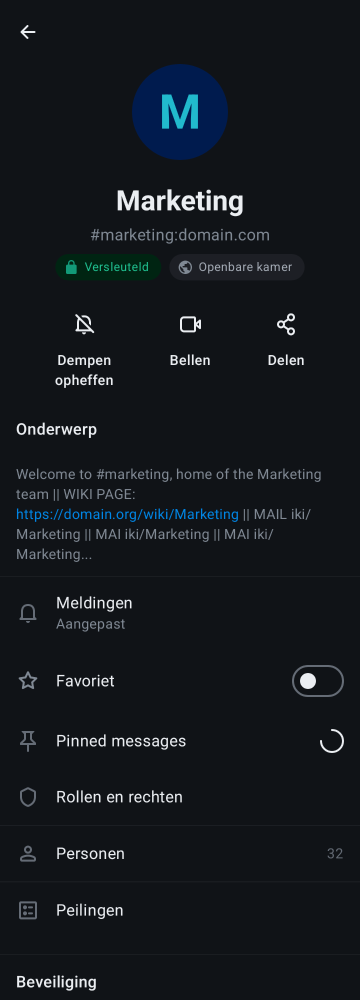 M
Marketing
#marketing:domain.com
Versleuteld
Openbare kamer
Dempen
opheffen
Bellen
Delen
Onderwerp
Welcome to #marketing, home of the Marketing
team || WIKI PAGE:
https://domain.org/wiki/Marketing || MAIL iki/
Marketing || MAI iki/Marketing || MAI iki/
Marketing...
Meldingen
Aangepast
Favoriet
Pinned messages
Rollen en rechten
Personen
32
Peilingen
Beveiliging